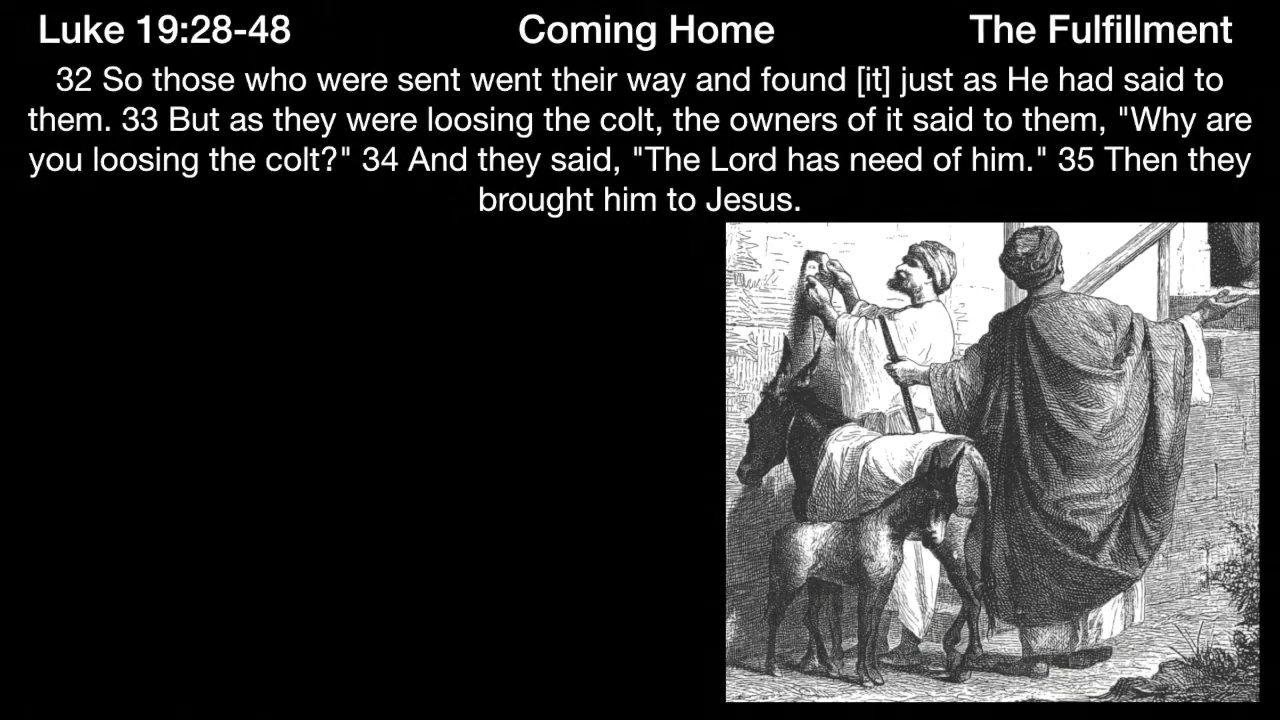 Luke 19:28-48 Coming Home The Fulfillment
32 So those who were sent went their way and found [it] just as He had said to
them. 33 But as they were loosing the colt, the owners of it said to them, "Why are
you loosing the colt?" 34 And they said, "The Lord has need of him." 35 Then they
brought him to Jesus.